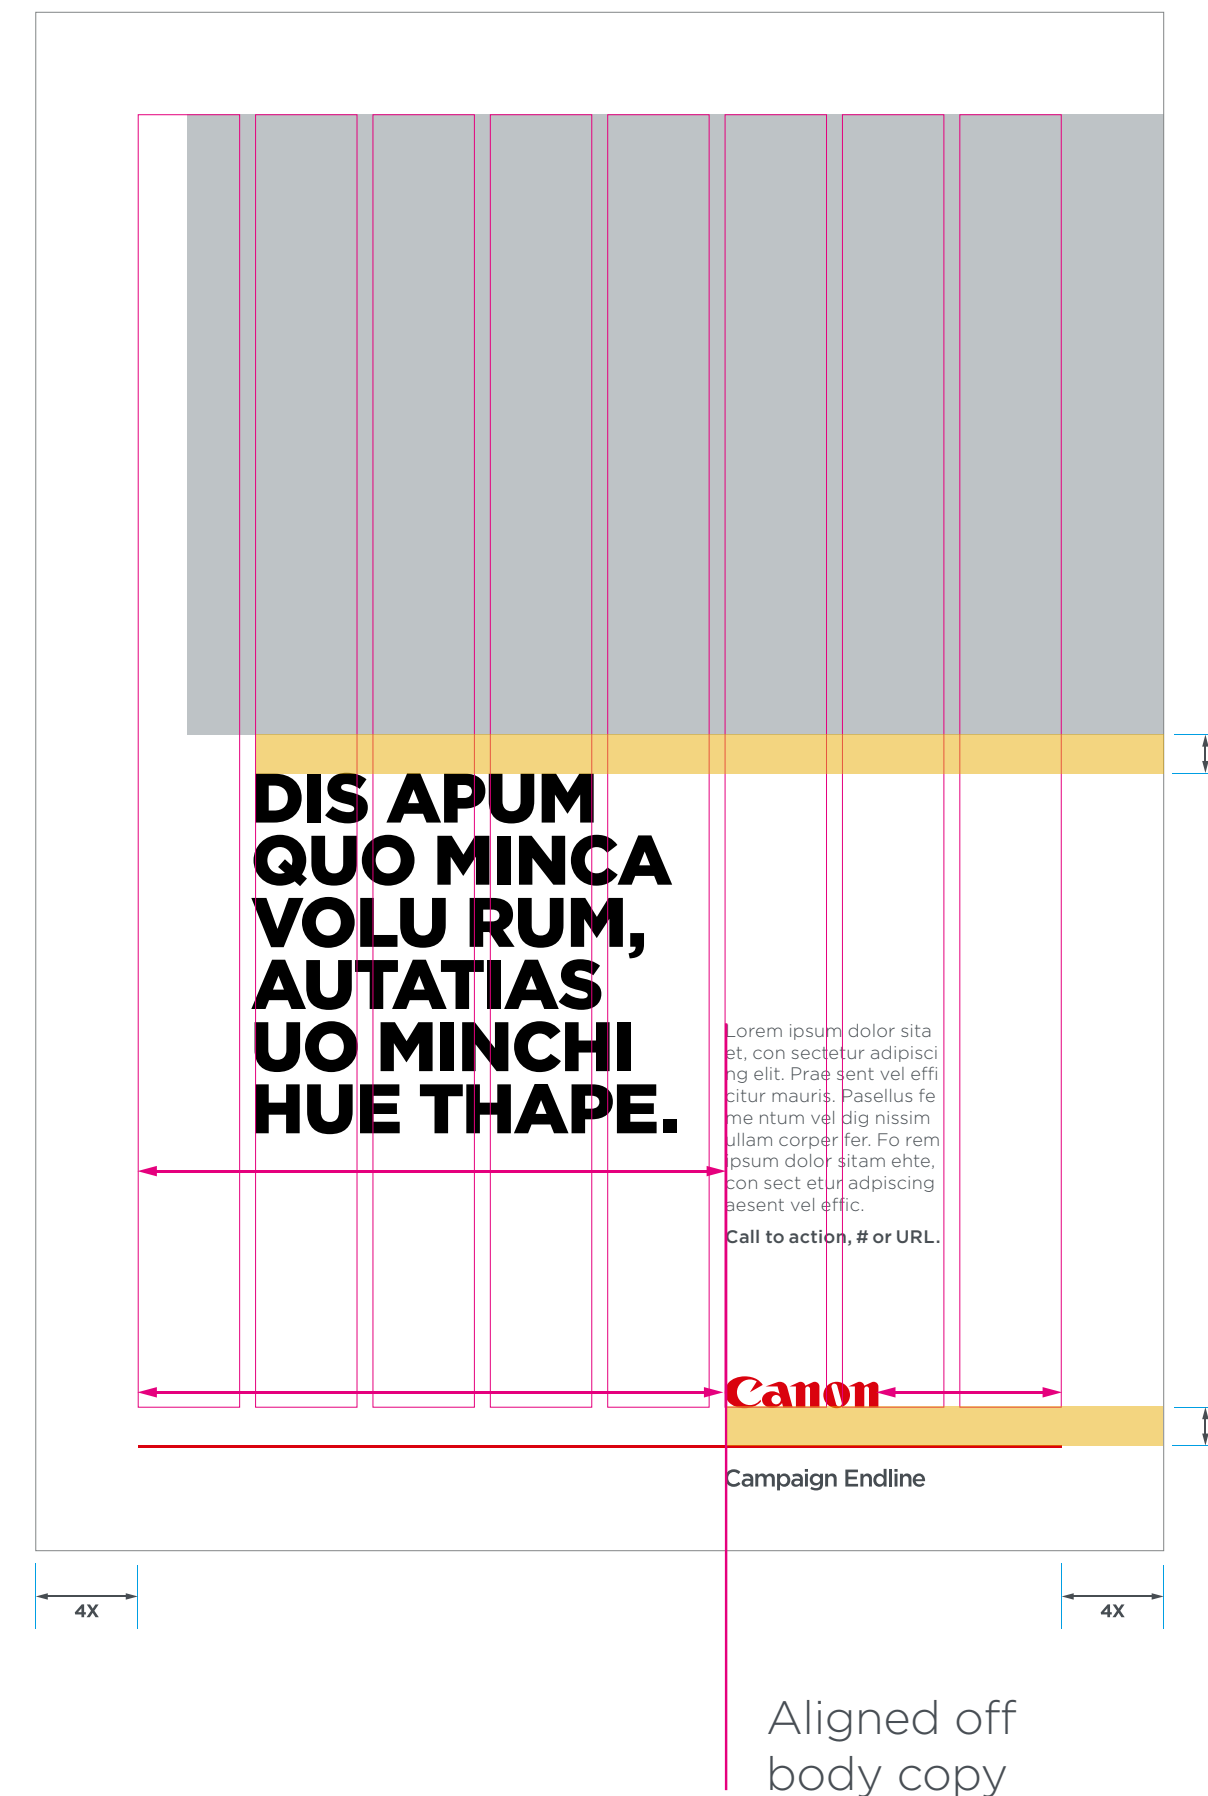 DIS APUM
QUO MINCA
VOLU RUM,
AUTATIAS
UO MINCHI
HUE THAPE.
Lorem ipsum dolor sita
et, con sectetur adipisci
ng elit. Prae sent vel effi
citur mauris. Pasellus fe
me ntum vel dig nissim
ullam corper fer. Fo rem
ipsum dolor sitam ehte,
con sect etur adpiscing
aesent vel effic.
Call to action, # or URL.
Canon
Campaign Endline
4X
4X
Aligned off
body copy